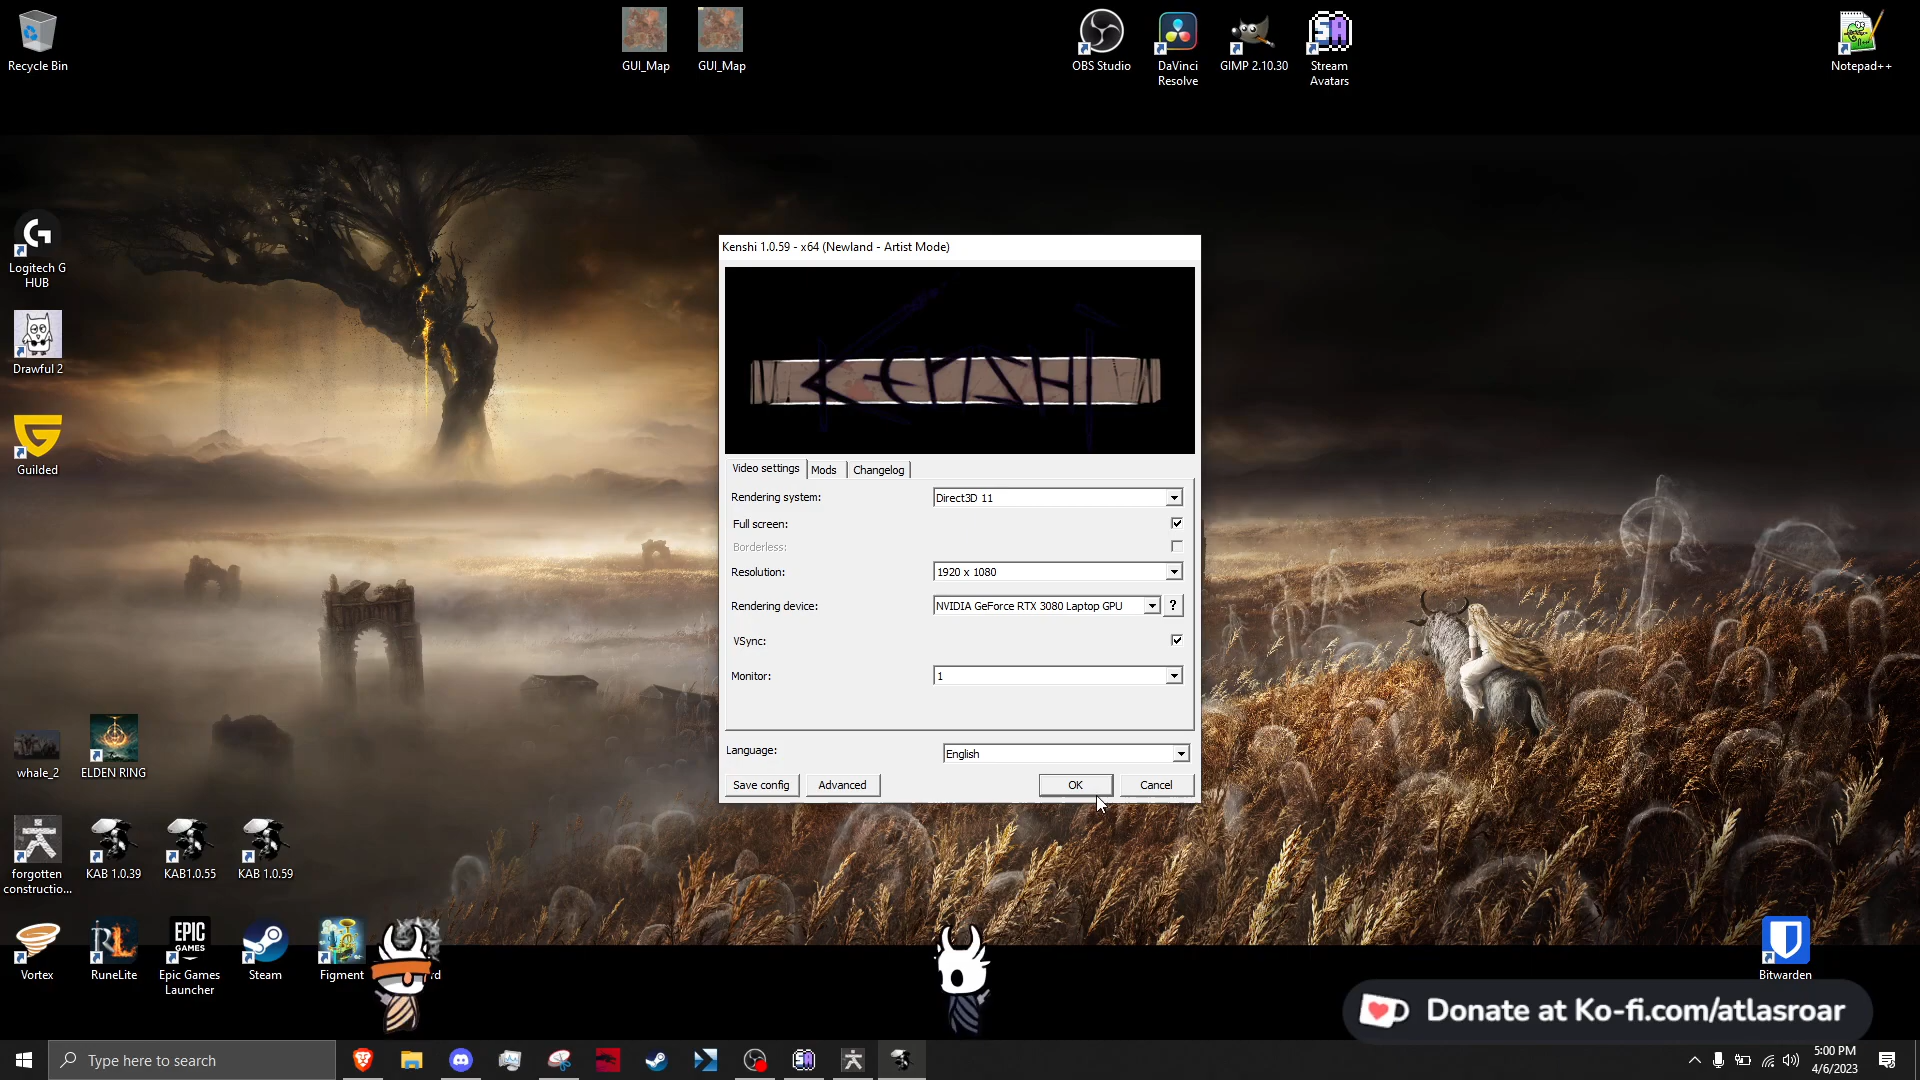 Recycle Bin
GUI_Map
GUI_Map
OBS Studio
DaVinci
Resolve
GIMP 2.10.30
SA
Stream
Avatars
Notepad++
Logitech G
HUB
Drawful 2
Guilded
whale_2
ELDEN RING
forgotten
constructio...
KAB 1.0.39
KAB1.0.55
KAB 1.0.59
Vortex
RL
RuneLite
EPIC
GAMES
Epic Games
Launcher
Steam
Figment
Bitwarden
Kenshi 1.0.59 - x64 (Newland - Artist Mode)
KENSHI
Video settings
Mods
Changelog
Rendering system:
Direct3D 11
Full screen:
Borderless:
Resolution:
1920 x 1080
Rendering device:
NVIDIA GeForce RTX 3080 Laptop GPU
?
VSync:
Monitor:
1
Language:
English
Save config
Advanced
OK
Cancel
Donate at Ko-fi.com/atlasroar
Type here to search
SA
5:00 PM
4/6/2023